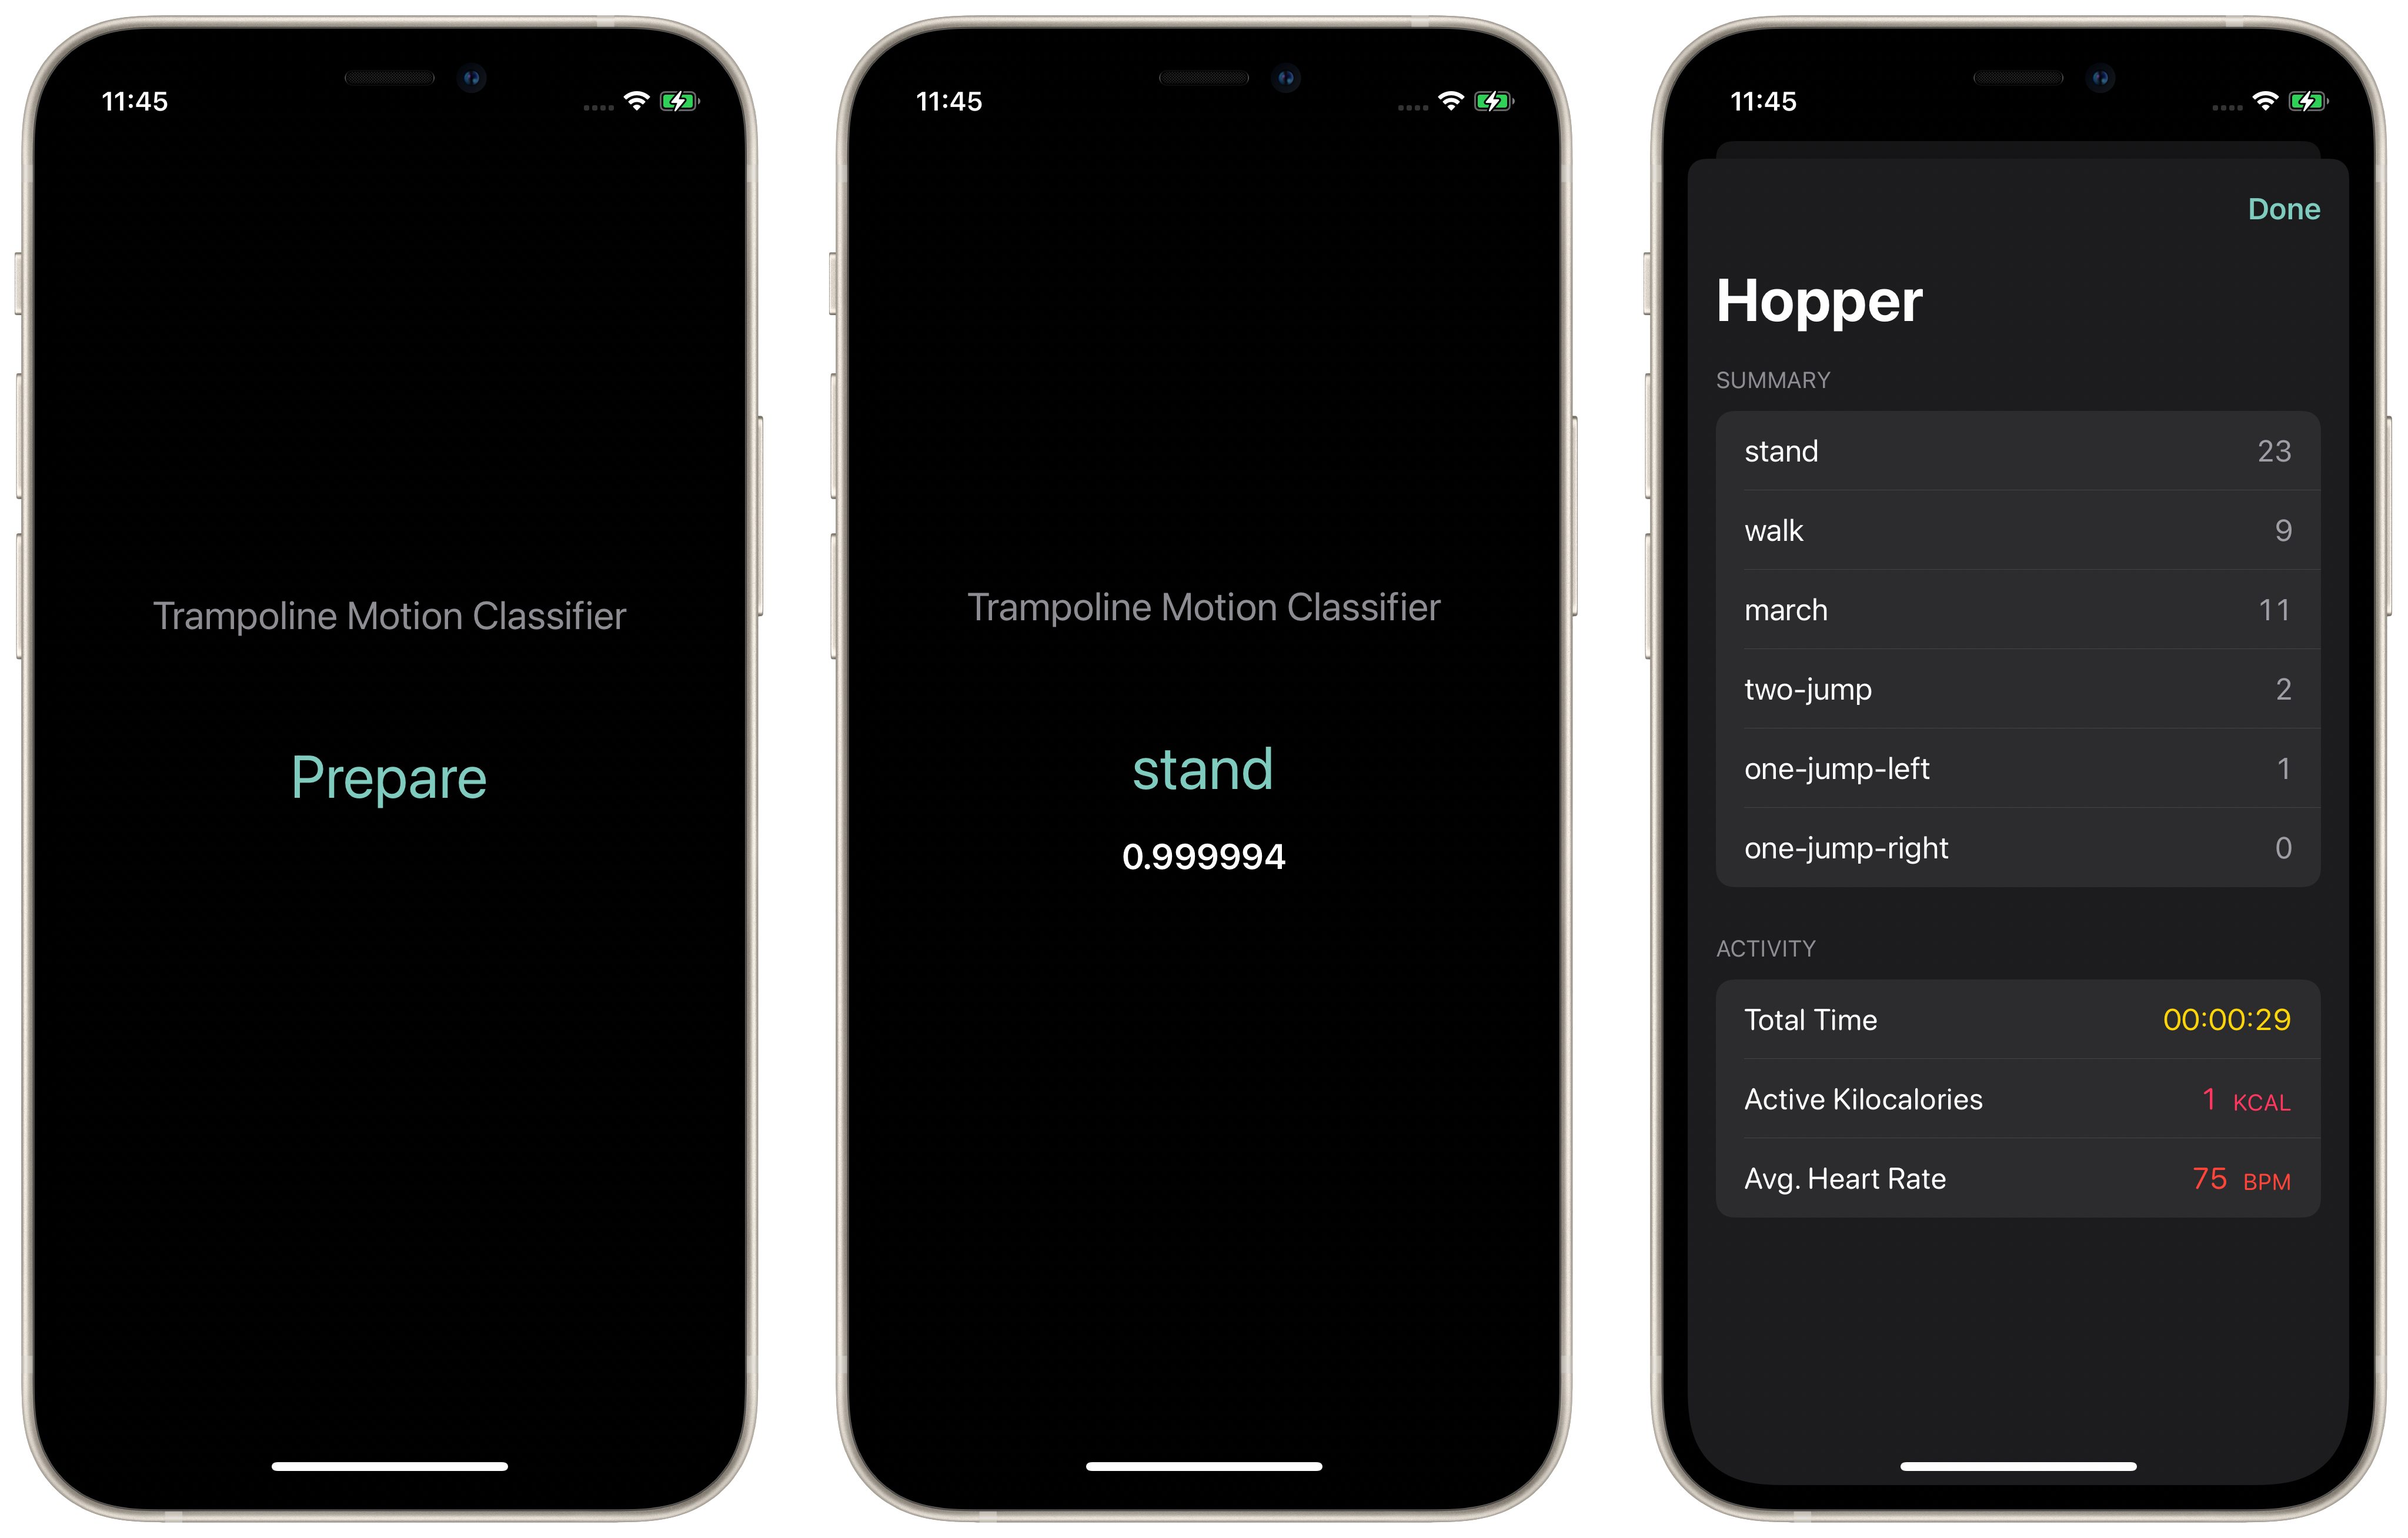 11:45
Trampoline Motion Classifier
Prepare
11:45
Trampoline Motion Classifier
stand
0.999994
11:45
Done
Hopper
SUMMARY
stand 23
walk 9
march 11
two-jump 2
one-jump-left 1
one-jump-right 0
ACTIVITY
Total Time 00:00:29
Active Kilocalories 1 KCAL
Avg. Heart Rate 75 BPM